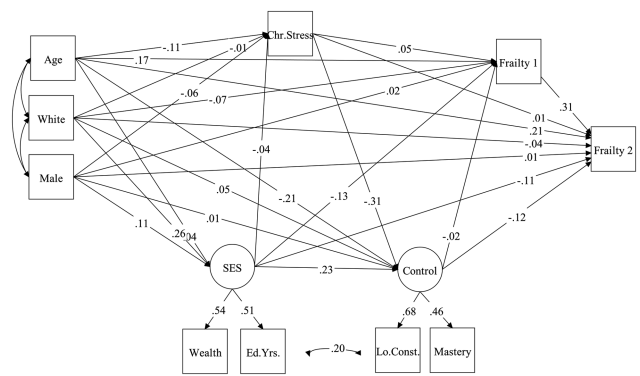 Chr.Stress
-.11
-.01
.05
Age
.17
Frailty 1
-.06
-.07
.02
.31
White
.01
.21
-.04
-.04
.01
Frailty 2
Male
.05
-.21
-.13
-.31
-.11
.11
.01
-.02
-.12
.26
.04
SES
.23
Control
.54
.51
.68
.46
Wealth
Ed.Yrs.
.20
Lo.Const.
Mastery